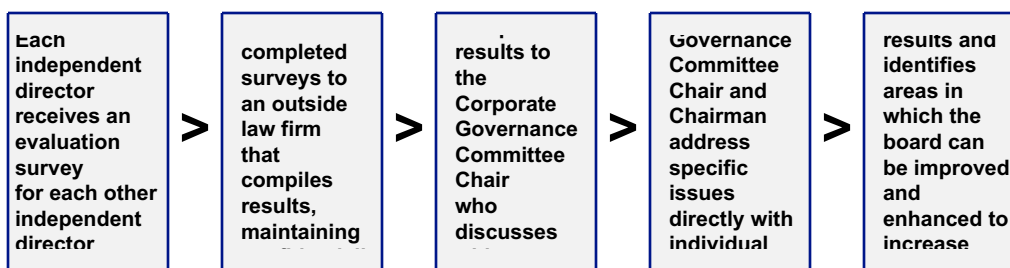 Each
independent
director
receives an
evaluation
survey
for each other
independent
director
>
completed
surveys to
an outside
law firm
that
compiles
results,
maintaining
>
results to
the
Corporate
Governance
Committee
Chair
who
discusses
>
Governance
Committee
Chair and
Chairman
address
specific
issues
directly with
individual
>
results and
identifies
areas in
which the
board can
be improved
and
enhanced to
increase